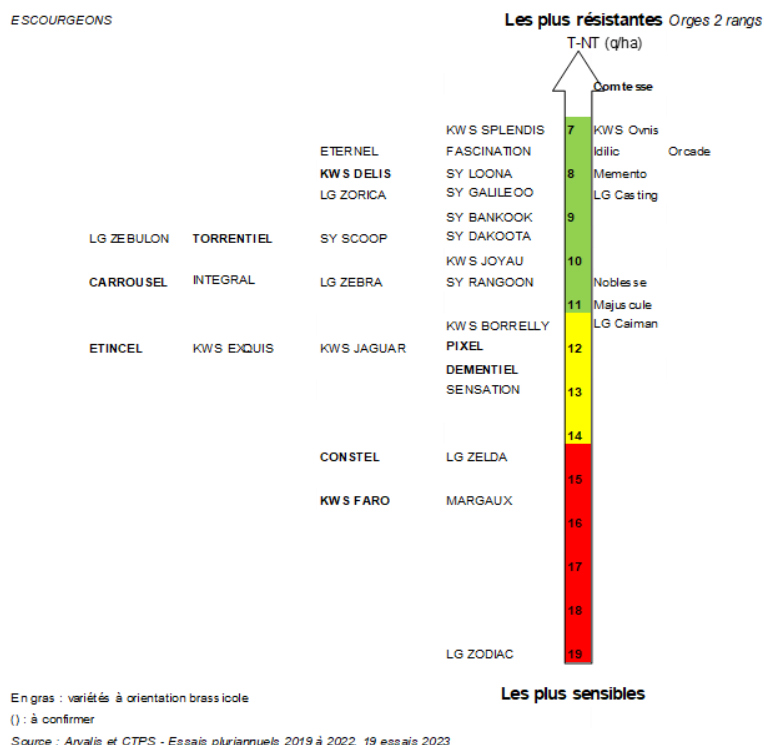 ESCOURGEONS Les plus résistantes Orges 2 rangs
T-NT (q/ha)
Comtesse
KWS SPLENDIS 7 KWS Ovnis
ETERNEL FASCINATION Idilic Orcade
KWS DELIS SY LOONA 8 Memento
LG ZORICA SY GALILEOO LG Casting
SY BANKOOK 9
LG ZEBULON TORRENTIEL SY SCOOP SY DAKOOTA
KWS JOYAU 10
CARROUSEL INTEGRAL LG ZEBRA SY RANGOON Noblesse
11 Majuscule
KWS BORRELLY LG Caiman
ETINCEL KWS EXQUIS KWS JAGUAR PIXEL 12
DEMENTIEL
SENSATION 13
14
CONSTEL LG ZELDA
15
KWS FARO MARGAUX
16
17
18
LG ZODIAC 19
En gras : variétés à orientation brassicole Les plus sensibles
() : à confirmer
Source : Arvalis et CTPS - Essais pluriannuels 2019 à 2022, 19 essais 2023